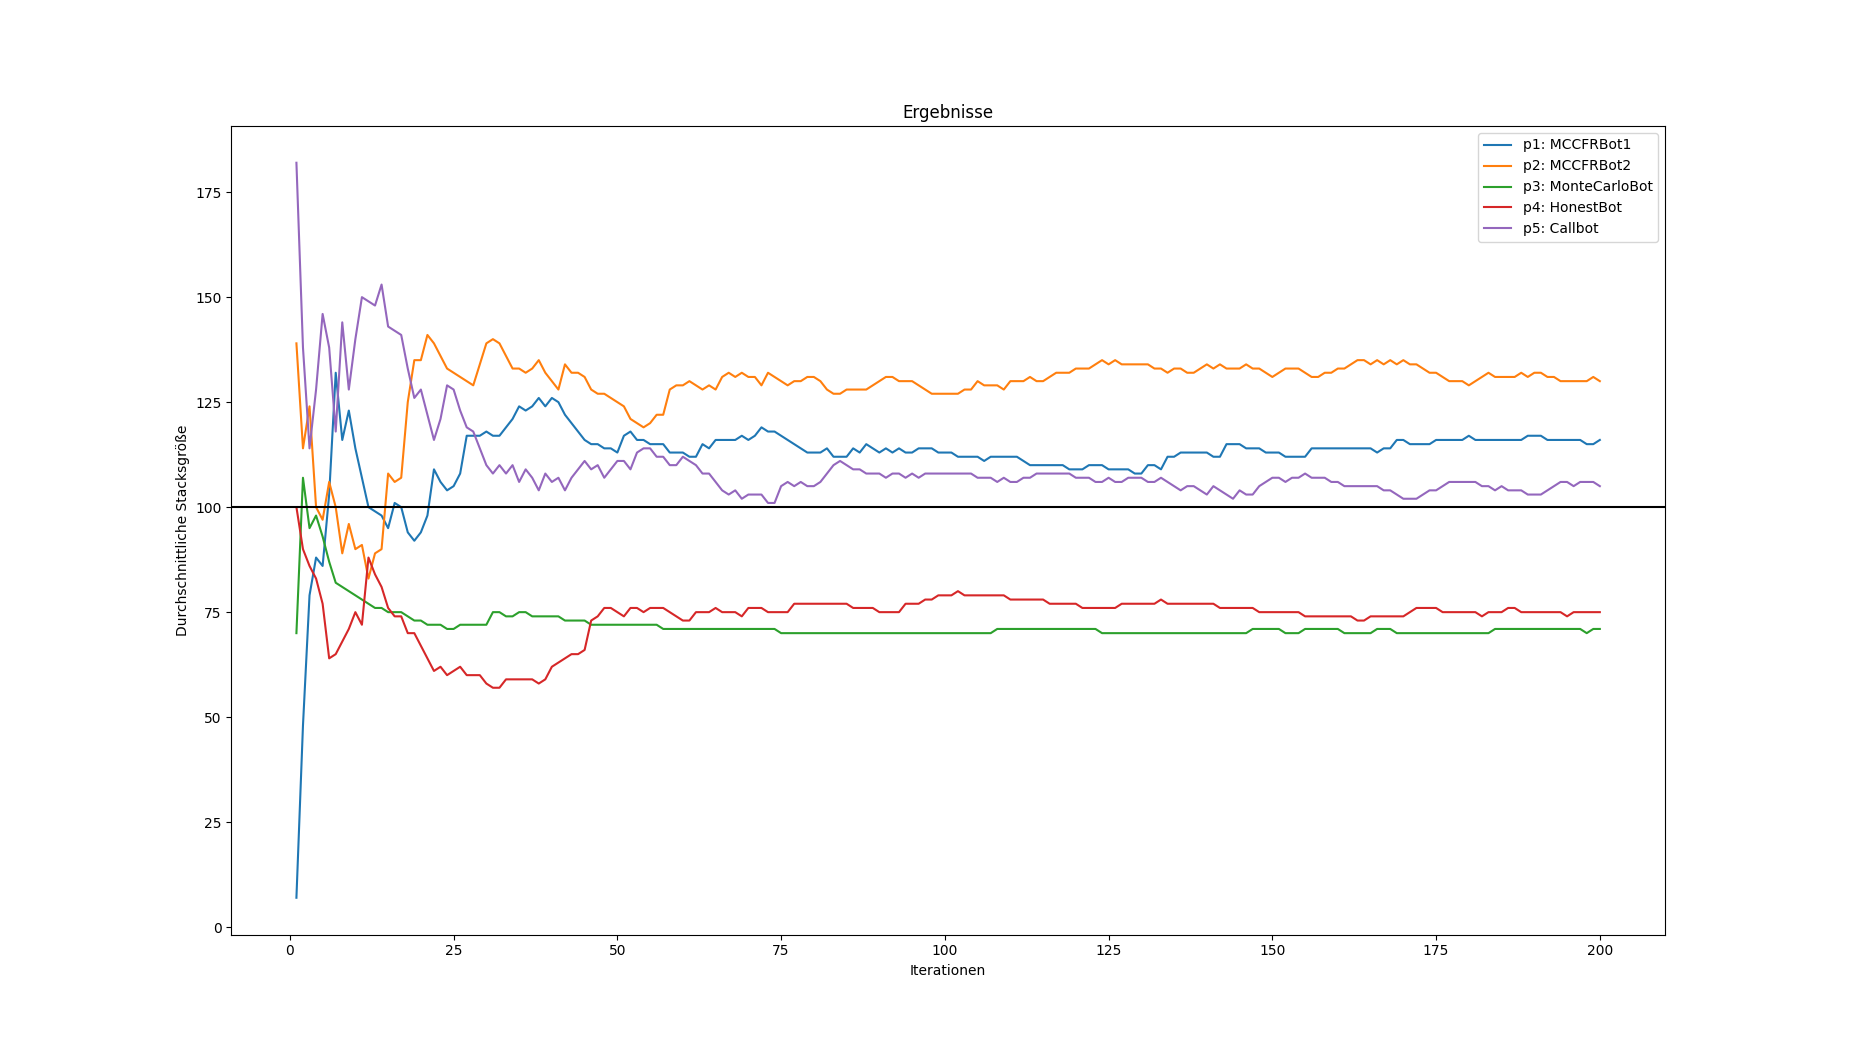 Ergebnisse
p1: MCCFRBot1
p2: MCCFRBot2
p3: MonteCarloBot
p4: HonestBot
p5: Callbot
Durchschnittliche Stacksgröße
175
150
125
100
75
50
25
0
0 25 50 75 100 125 150 175 200
Iterationen